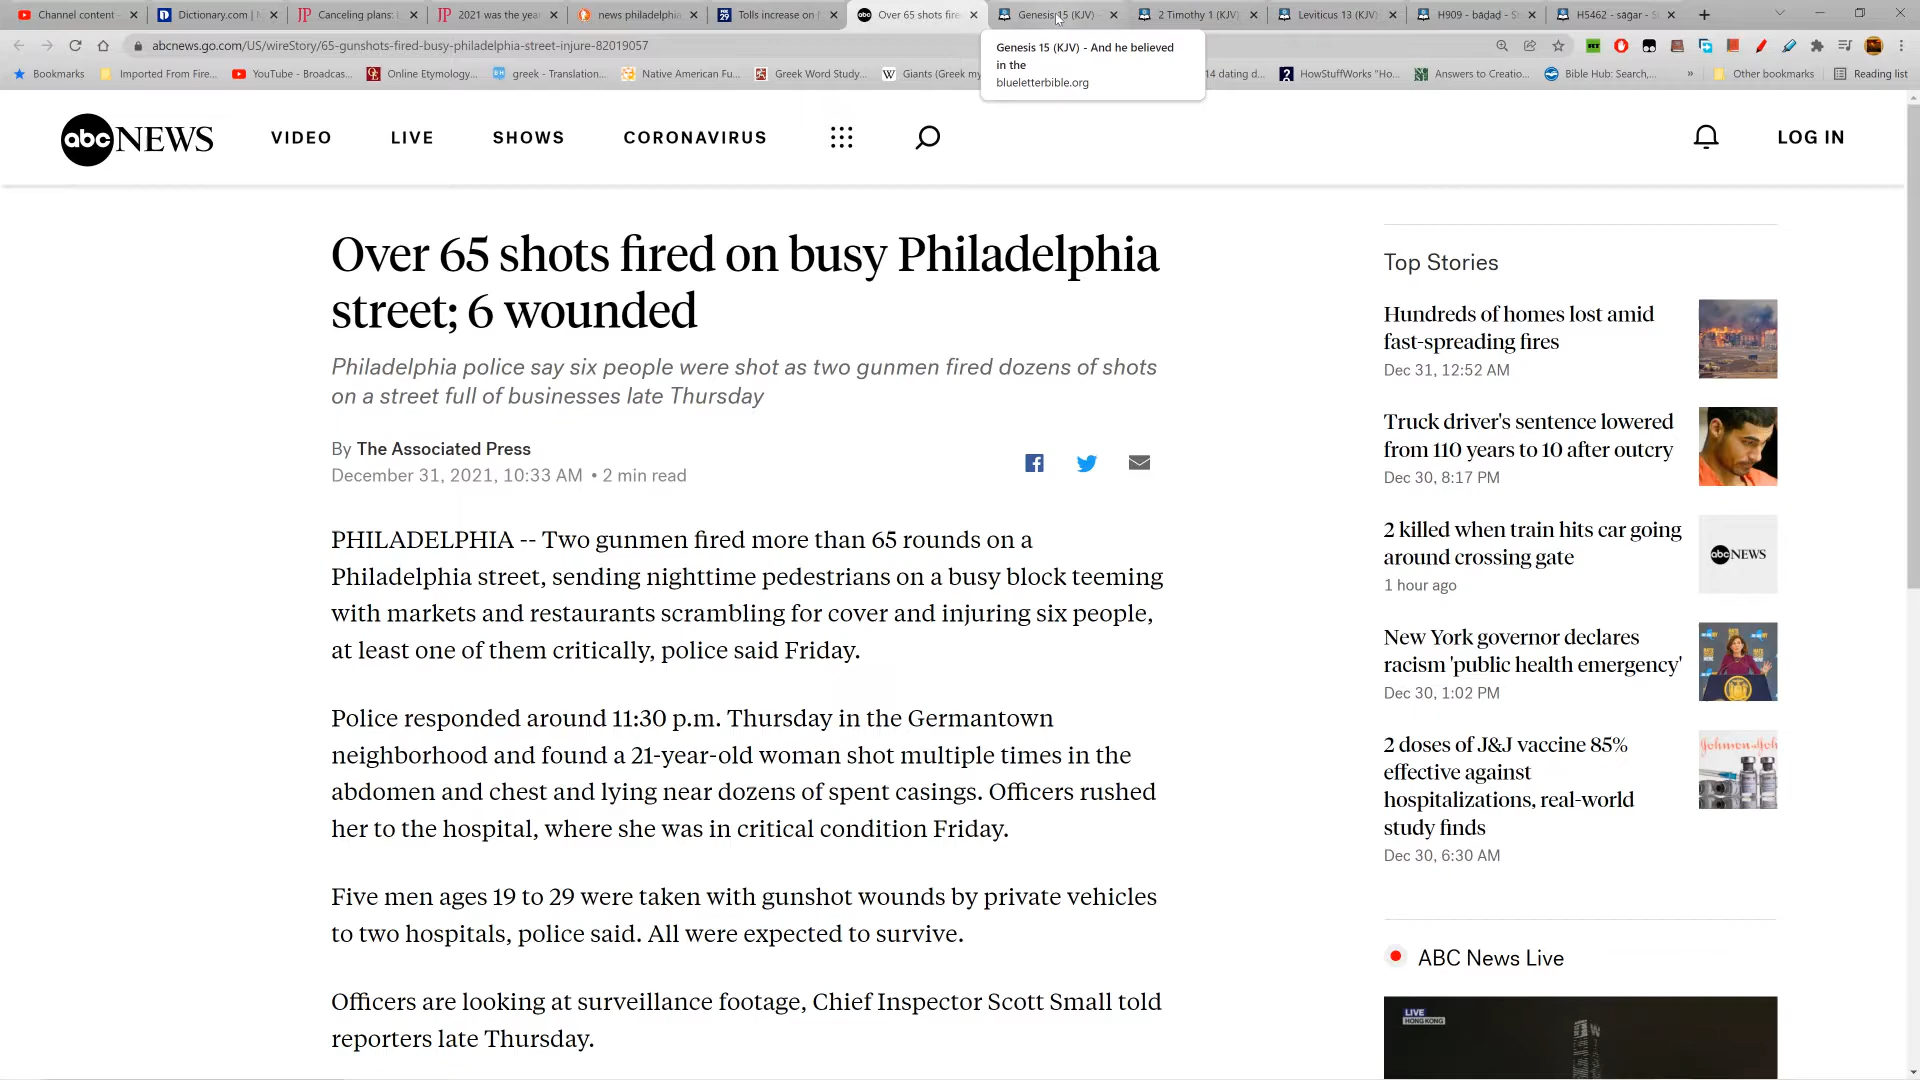 Channel content -
Dictionary.com |
Canceling plans:
2021 was the yea
news philadelphia
Tolls increase on
Over 65 shots fire
Genesis 15 (KJV) -
2 Timothy 1 (KJV)
Leviticus 13 (KJV)
H909 - bāḏaḏ - S
H5462 - sāgar - S
abcnews.go.com/US/wireStory/65-gunshots-fired-busy-philadelphia-street-injure-82019057
Genesis 15 (KJV) - And he believed
in the
blueletterbible.org
Bookmarks
Imported From Fire...
YouTube - Broadcas...
Online Etymology...
greek - Translation...
Native American Fu...
Greek Word Study...
Giants (Greek my
14 dating d...
HowStuffWorks "Ho...
Answers to Creatio...
Bible Hub: Search,...
»
Other bookmarks
Reading list
abc NEWS
VIDEO
LIVE
SHOWS
CORONAVIRUS
LOG IN
Over 65 shots fired on busy Philadelphia
street; 6 wounded
Philadelphia police say six people were shot as two gunmen fired dozens of shots
on a street full of businesses late Thursday
By The Associated Press
December 31, 2021, 10:33 AM • 2 min read
PHILADELPHIA -- Two gunmen fired more than 65 rounds on a
Philadelphia street, sending nighttime pedestrians on a busy block teeming
with markets and restaurants scrambling for cover and injuring six people,
at least one of them critically, police said Friday.
Police responded around 11:30 p.m. Thursday in the Germantown
neighborhood and found a 21-year-old woman shot multiple times in the
abdomen and chest and lying near dozens of spent casings. Officers rushed
her to the hospital, where she was in critical condition Friday.
Five men ages 19 to 29 were taken with gunshot wounds by private vehicles
to two hospitals, police said. All were expected to survive.
Officers are looking at surveillance footage, Chief Inspector Scott Small told
reporters late Thursday.
Top Stories
Hundreds of homes lost amid
fast-spreading fires
Dec 31, 12:52 AM
Truck driver's sentence lowered
from 110 years to 10 after outcry
Dec 30, 8:17 PM
2 killed when train hits car going
around crossing gate
1 hour ago
abc NEWS
New York governor declares
racism 'public health emergency'
Dec 30, 1:02 PM
2 doses of J&J vaccine 85%
effective against
hospitalizations, real-world
study finds
Dec 30, 6:30 AM
ABC News Live
LIVE
HONG KONG